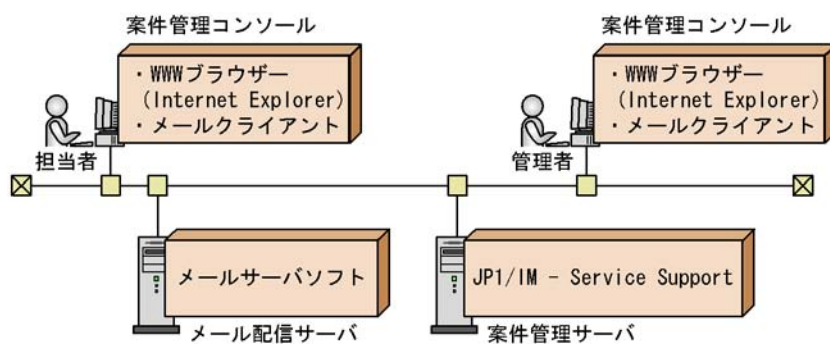 案件管理コンソール
・WWWブラウザー
(Internet Explorer)
・メールクライアント
担当者
案件管理コンソール
・WWWブラウザー
(Internet Explorer)
・メールクライアント
管理者
メールサーバソフト
メール配信サーバ
JP1/IM - Service Support
案件管理サーバ